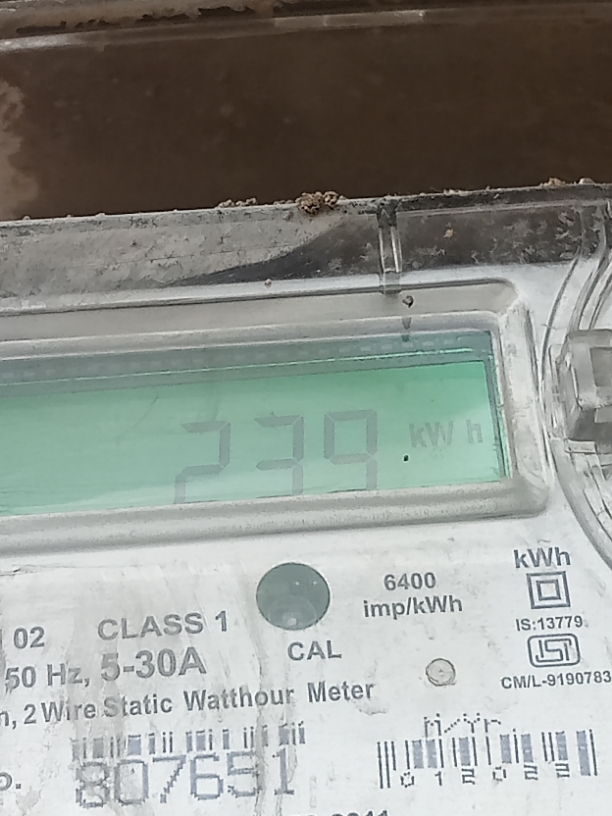 239 kWh
6400
imp/kWh
kWh
IS:13779
ISI
CM/L-9190783
02 CLASS 1
50 Hz, 5-30A
CAL
2 Wire Static Watthour Meter
807651
M/Yr
012022